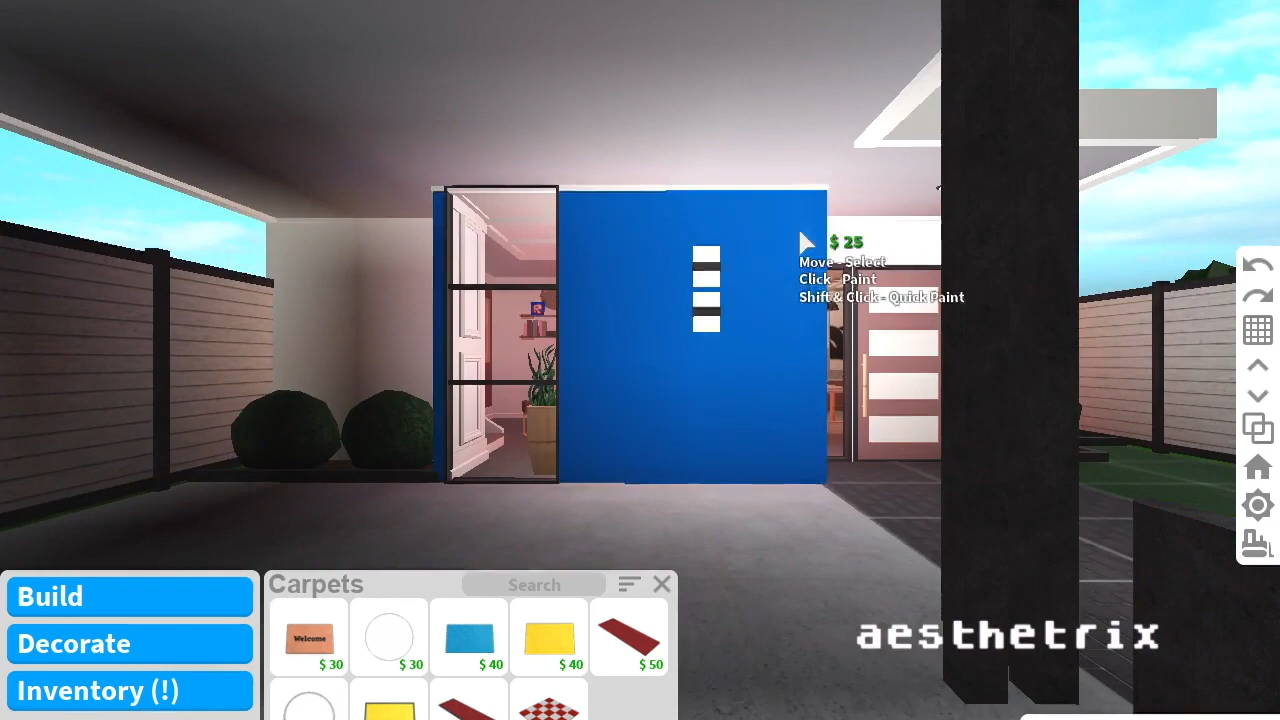 $ 25
Move - Select
Click - Paint
Shift & Click - Quick Paint
Build
Decorate
Inventory (!)
Carpets
Search
Welcome
$ 30
$ 30
$ 40
$ 40
$ 50
aesthetrix